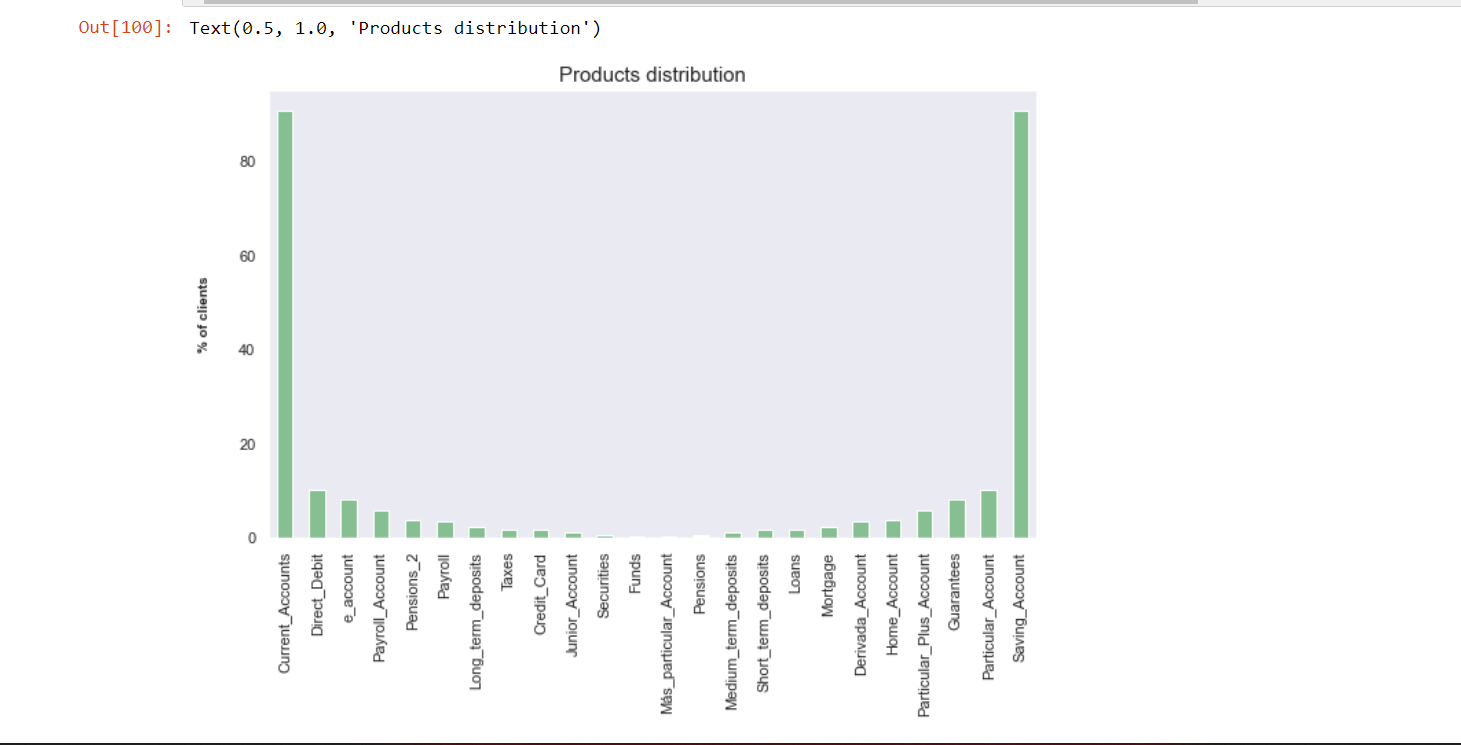 Out[100]: Text(0.5, 1.0, 'Products distribution')
Products distribution
% of clients
80
60
40
20
0
Current_Accounts
Direct_Debit
e_account
Payroll_Account
Pensions_2
Payroll
Long_term_deposits
Taxes
Credit_Card
Junior_Account
Securities
Funds
Más_particular_Account
Pensions
Medium_term_deposits
Short_term_deposits
Loans
Mortgage
Derivada_Account
Home_Account
Particular_Plus_Account
Guarantees
Particular_Account
Saving_Account